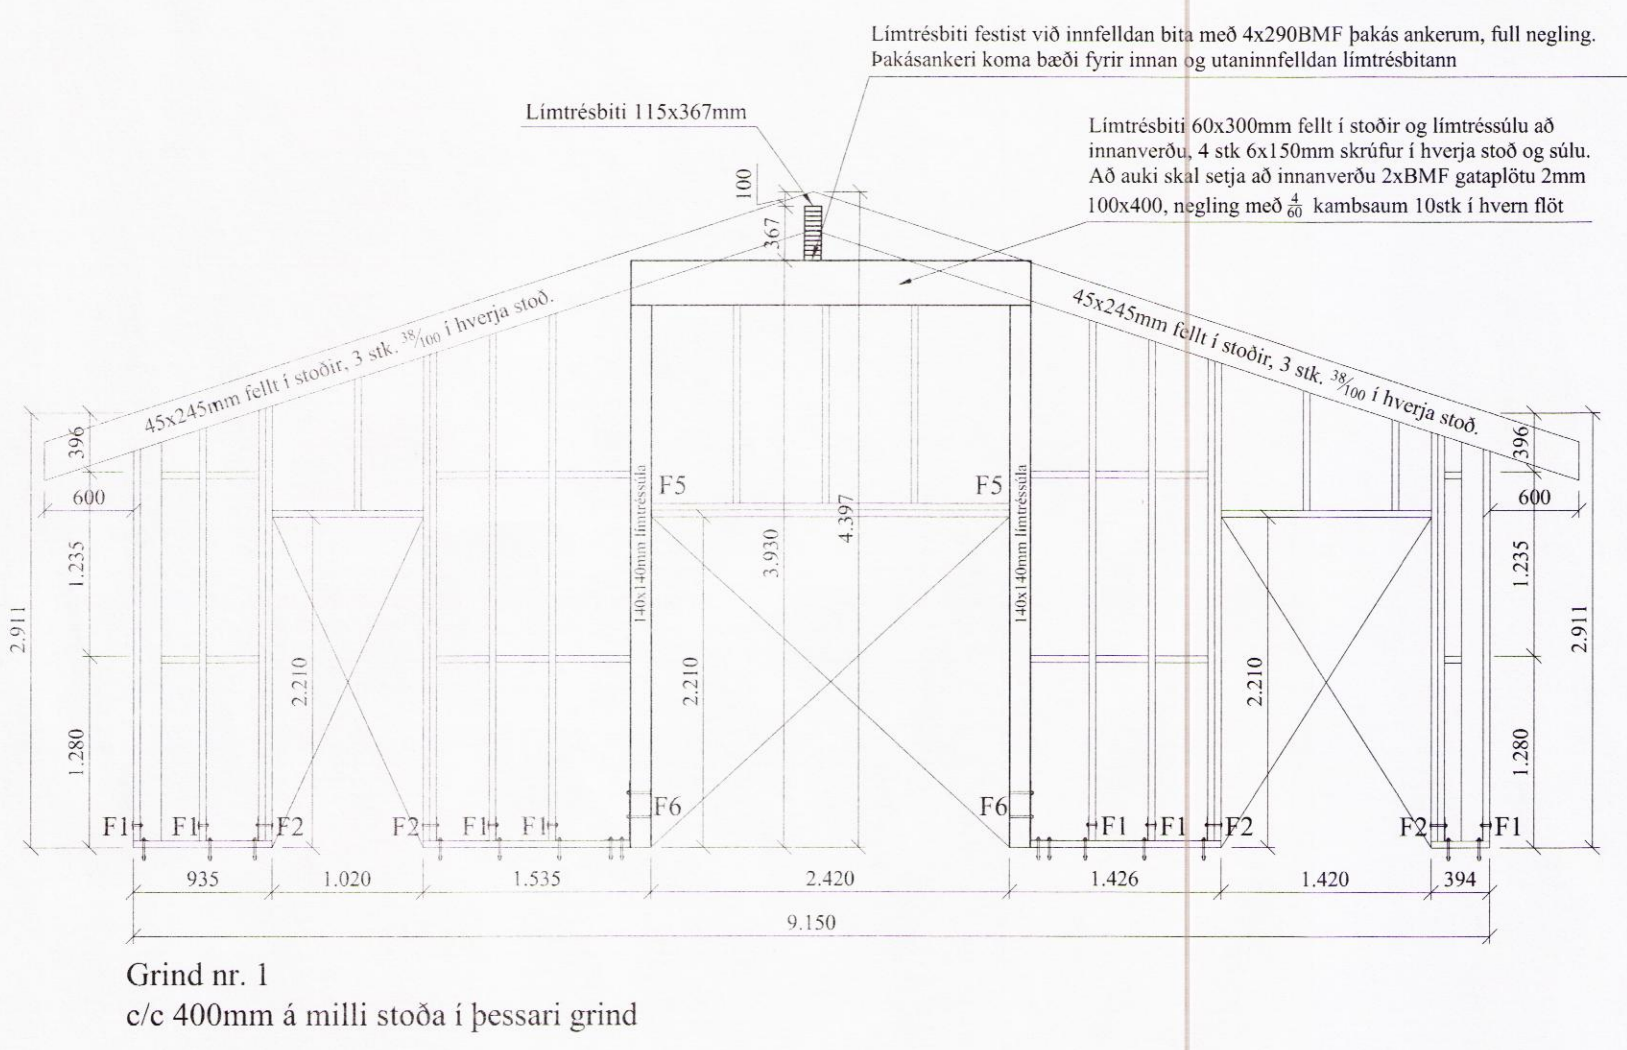 Límtrésbiti festist við innfelldan bita með 4x290BMF þakás ankerum, full negling.
Þakásankeri koma bæði fyrir innan og utaninnfelldan límtrésbitann
Límtrésbiti 115x367mm
Límtrésbiti 60x300mm fellt í stoðir og límtréssúlu að
innanverðu, 4 stk 6x150mm skrúfur í hverja stoð og súlu.
Að auki skal setja að innanverðu 2xBMF gataplötu 2mm
100x400, negling með 4/60 kambsaum 10stk í hvern flöt
100
367
45x245mm fellt í stoðir, 3 stk. 38/100 í hverja stoð.
45x245mm fellt í stoðir, 3 stk. 38/100 í hverja stoð.
396
396
600
600
F5
F5
140x140mm límtréssúla
140x140mm límtréssúla
4.397
3.930
1.235
1.235
2.911
2.911
2.210
2.210
2.210
1.280
1.280
F6
F6
F1
F1
F2
F2
F1
F1
F1
F1
F2
F2
F1
935
1.020
1.535
2.420
1.426
1.420
394
9.150
Grind nr. 1
c/c 400mm á milli stoða í þessari grind